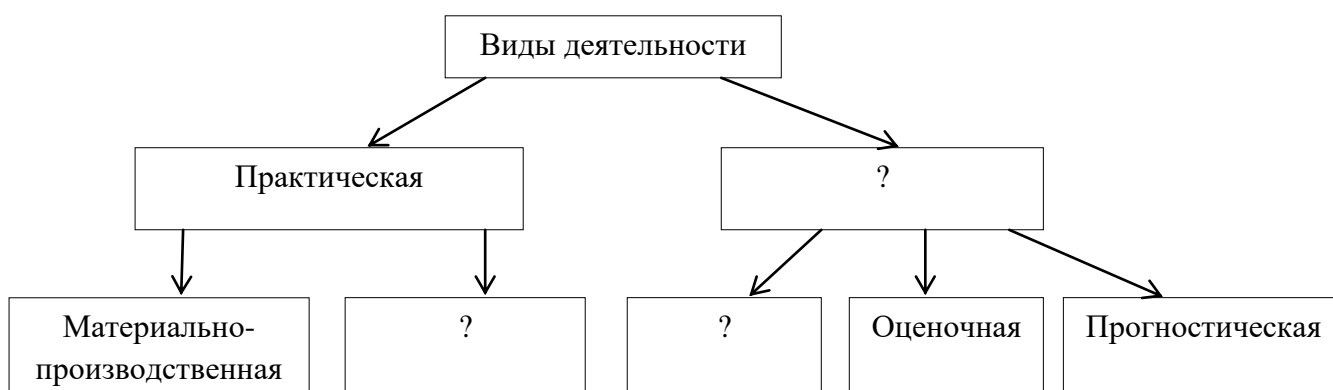 Виды деятельности
Практическая
?
Материально-
производственная
?
?
Оценочная
Прогностическая